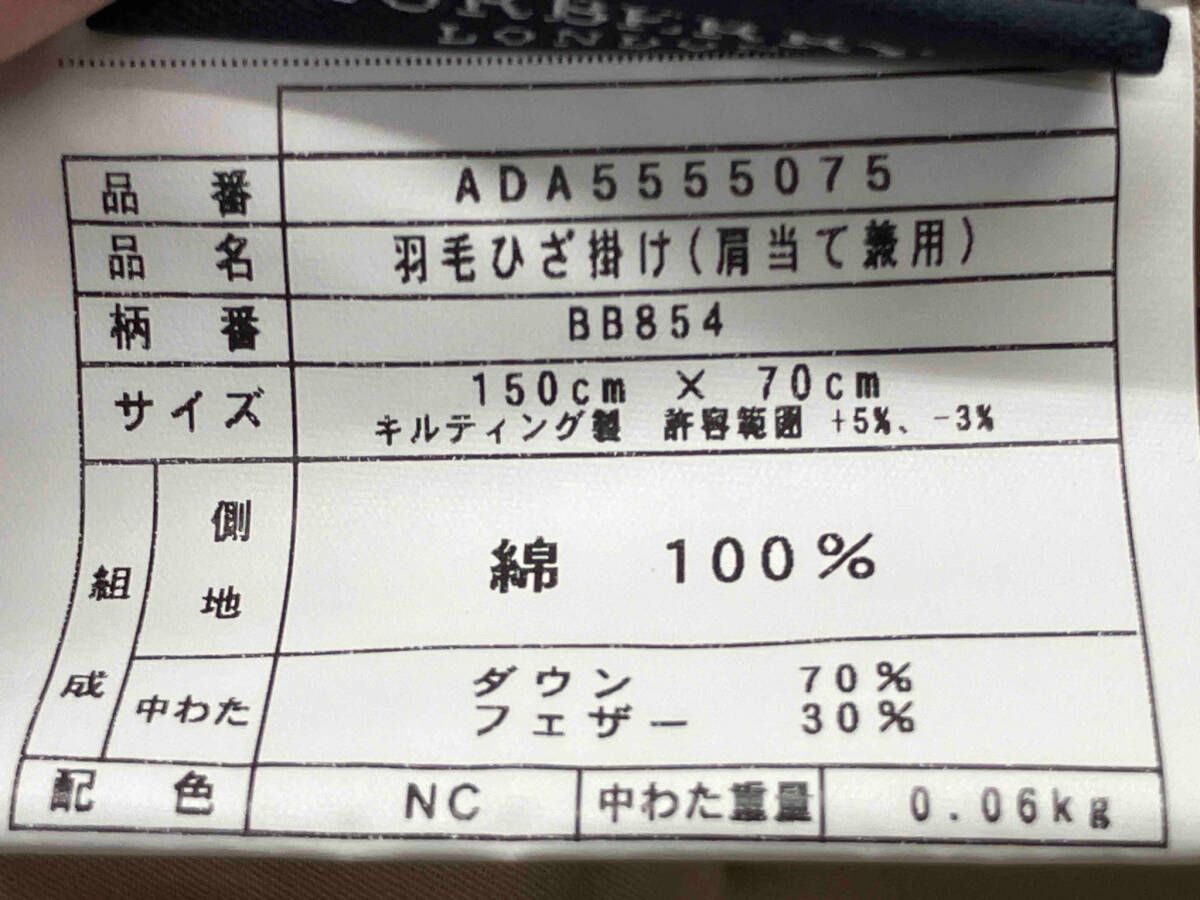 LONDON
品番 ADA5555075
品名 羽毛ひざ掛け(肩当て兼用)
柄番 BB854
サイズ 150cm × 70cm
キルティング製 許容範囲 +5%、-3%
組成 側地 綿 100%
中わた ダウン 70%
フェザー 30%
配色 NC 中わた重量 0.06kg